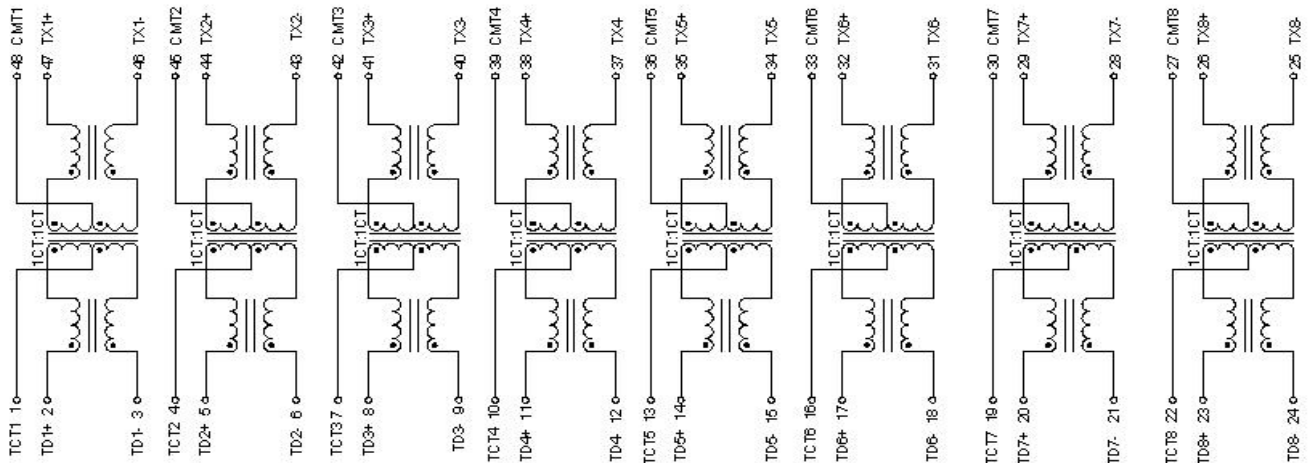 48 CMT1
47 TX1+
46 TX1-
45 CMT2
44 TX2+
43 TX2-
42 CMT3
41 TX3+
40 TX3-
39 CMT4
38 TX4+
37 TX4
36 CMT5
35 TX5+
34 TX5-
33 CMT6
32 TX6+
31 TX6-
30 CMT7
29 TX7+
28 TX7-
27 CMT8
26 TX8+
25 TX8-
1CT:1CT
1CT:1CT
1CT:1CT
1CT:1CT
1CT:1CT
1CT:1CT
1CT:1CT
1CT:1CT
TCT1 1
TD1+ 2
TD1- 3
TCT2 4
TD2+ 5
TD2- 6
TCT3 7
TD3+ 8
TD3- 9
TCT4 10
TD4+ 11
TD4- 12
TCT5 13
TD5+ 14
TD5- 15
TCT6 16
TD6+ 17
TD6- 18
TCT7 19
TD7+ 20
TD7- 21
TCT8 22
TD8+ 23
TD8- 24